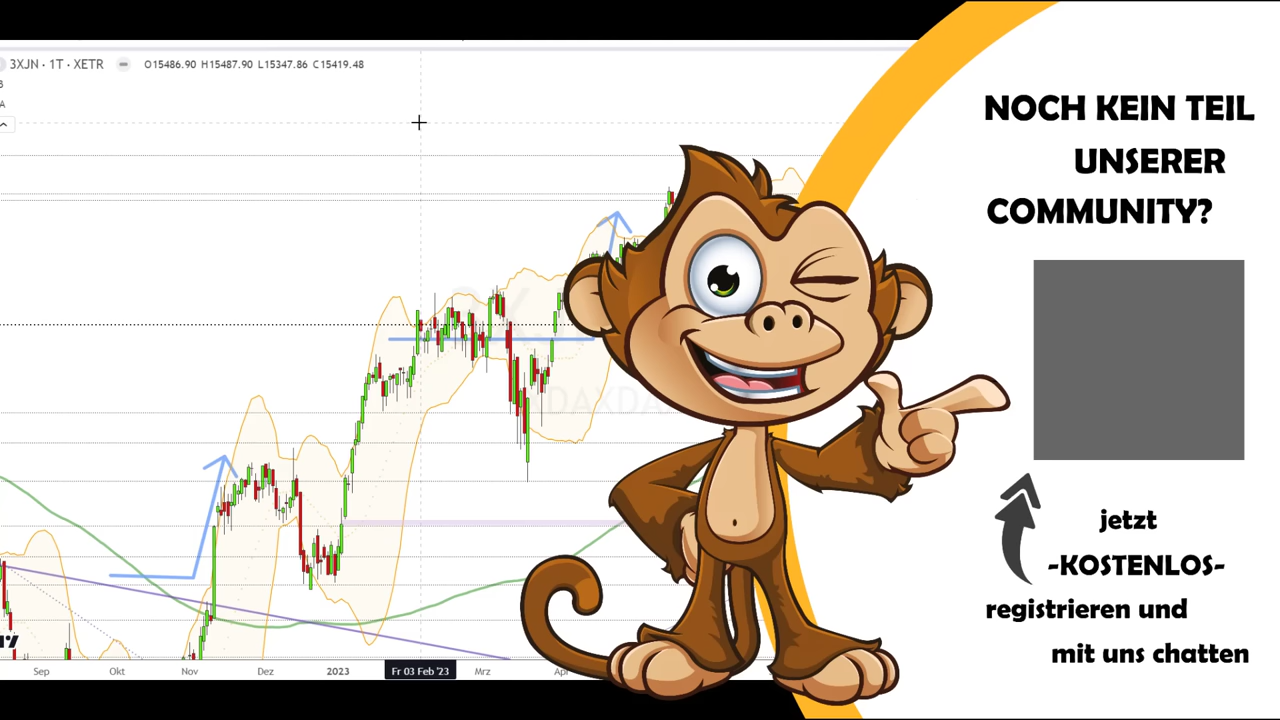 3XJN · 1T · XETR O15486.90 H15487.90 L15347.86 C15419.48
B
A
NOCH KEIN TEIL
UNSERER
COMMUNITY?
jetzt
-KOSTENLOS-
registrieren und
mit uns chatten
Sep Okt Nov Dez 2023 Fr 03 Feb '23 Mrz Apr